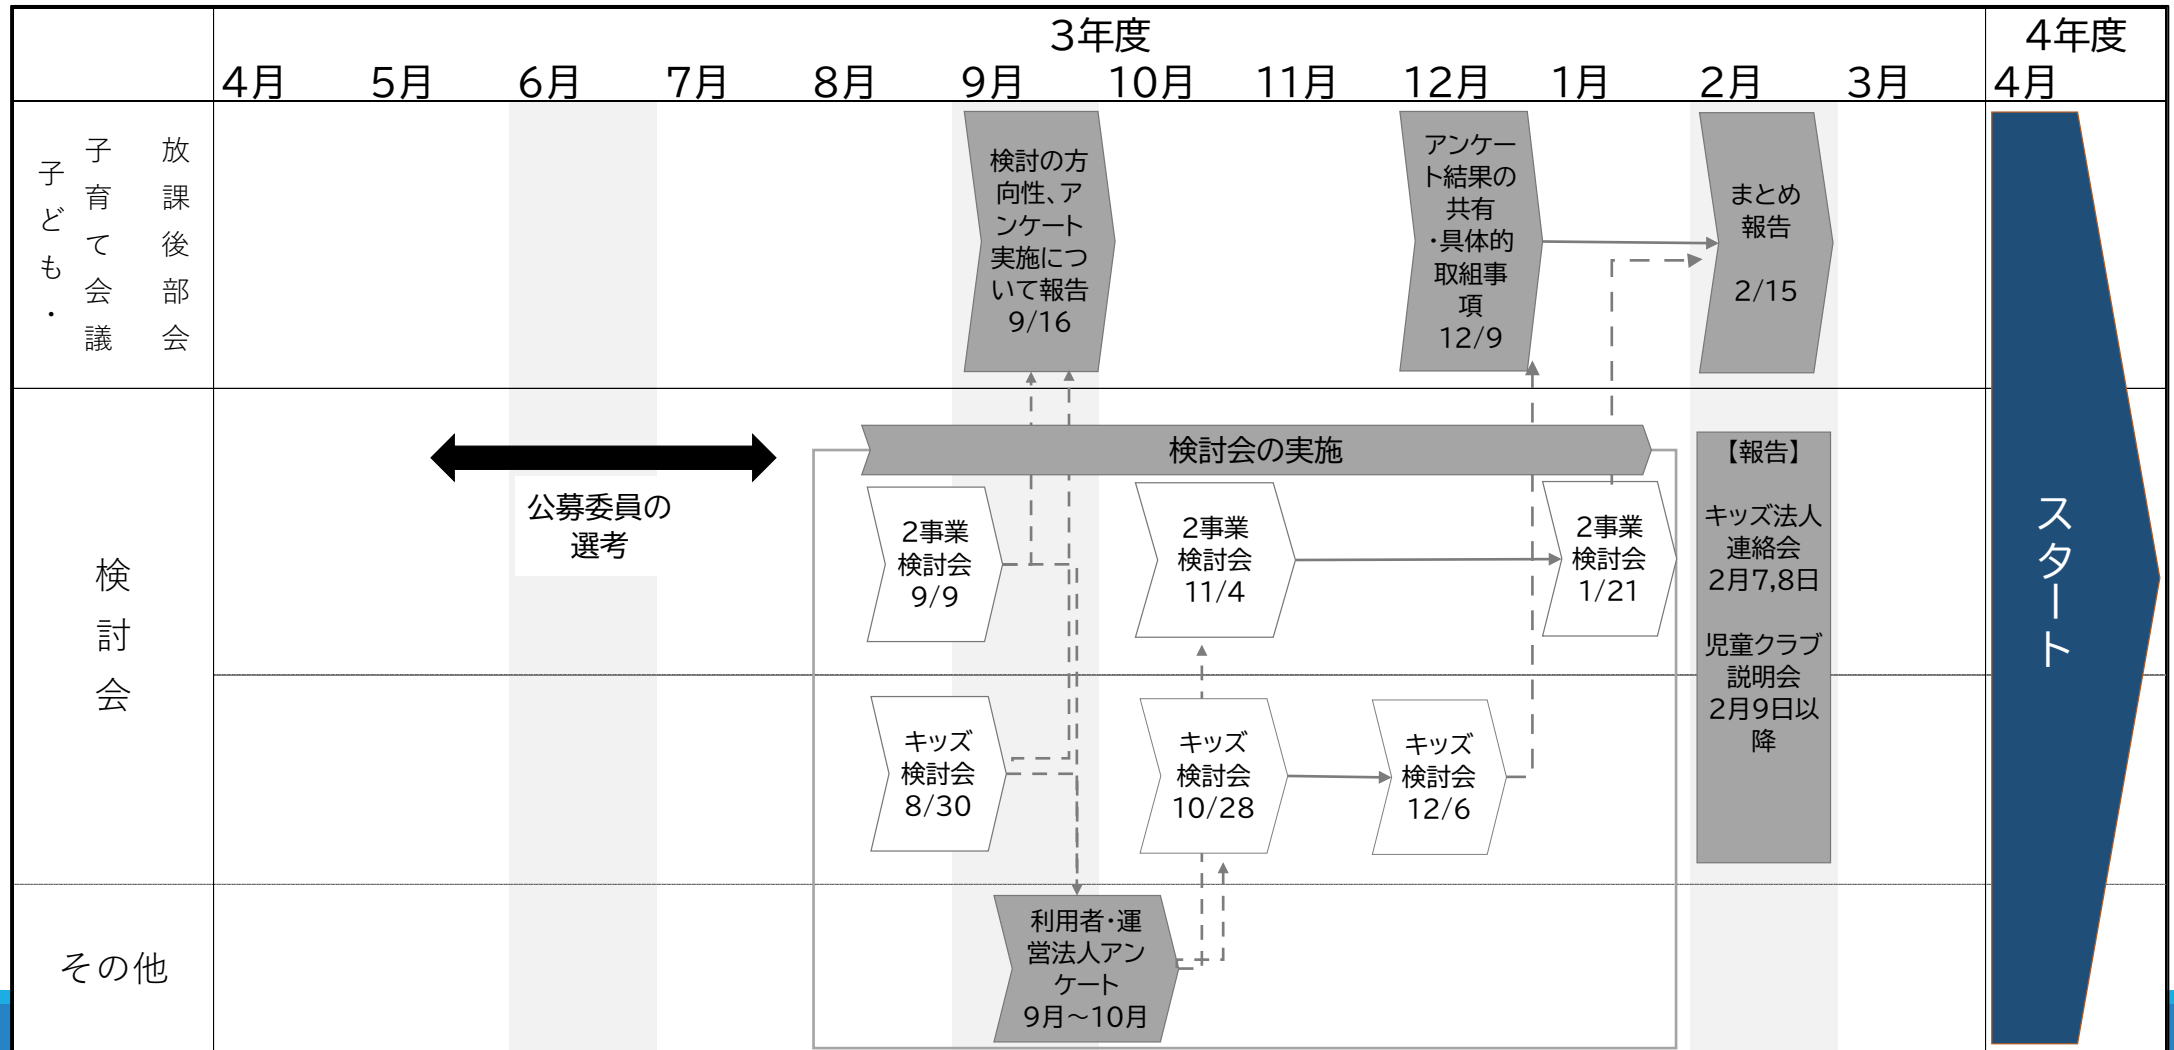 3年度
4年度
4月
5月
6月
7月
8月
9月
10月
11月
12月
1月
2月
3月
4月
子ども・
子育て会議
放課後部会
検討の方
向性、ア
ンケート
実施につ
いて報告
9/16
アンケー
ト結果の
共有
・具体的
取組事
項
12/9
まとめ
報告
2/15
検討会
公募委員の
選考
検討会の実施
2事業
検討会
9/9
2事業
検討会
11/4
2事業
検討会
1/21
キッズ
検討会
8/30
キッズ
検討会
10/28
キッズ
検討会
12/6
【報告】
キッズ法人
連絡会
2月7,8日
児童クラブ
説明会
2月9日以
降
スタート
その他
利用者・運
営法人アン
ケート
9月～10月